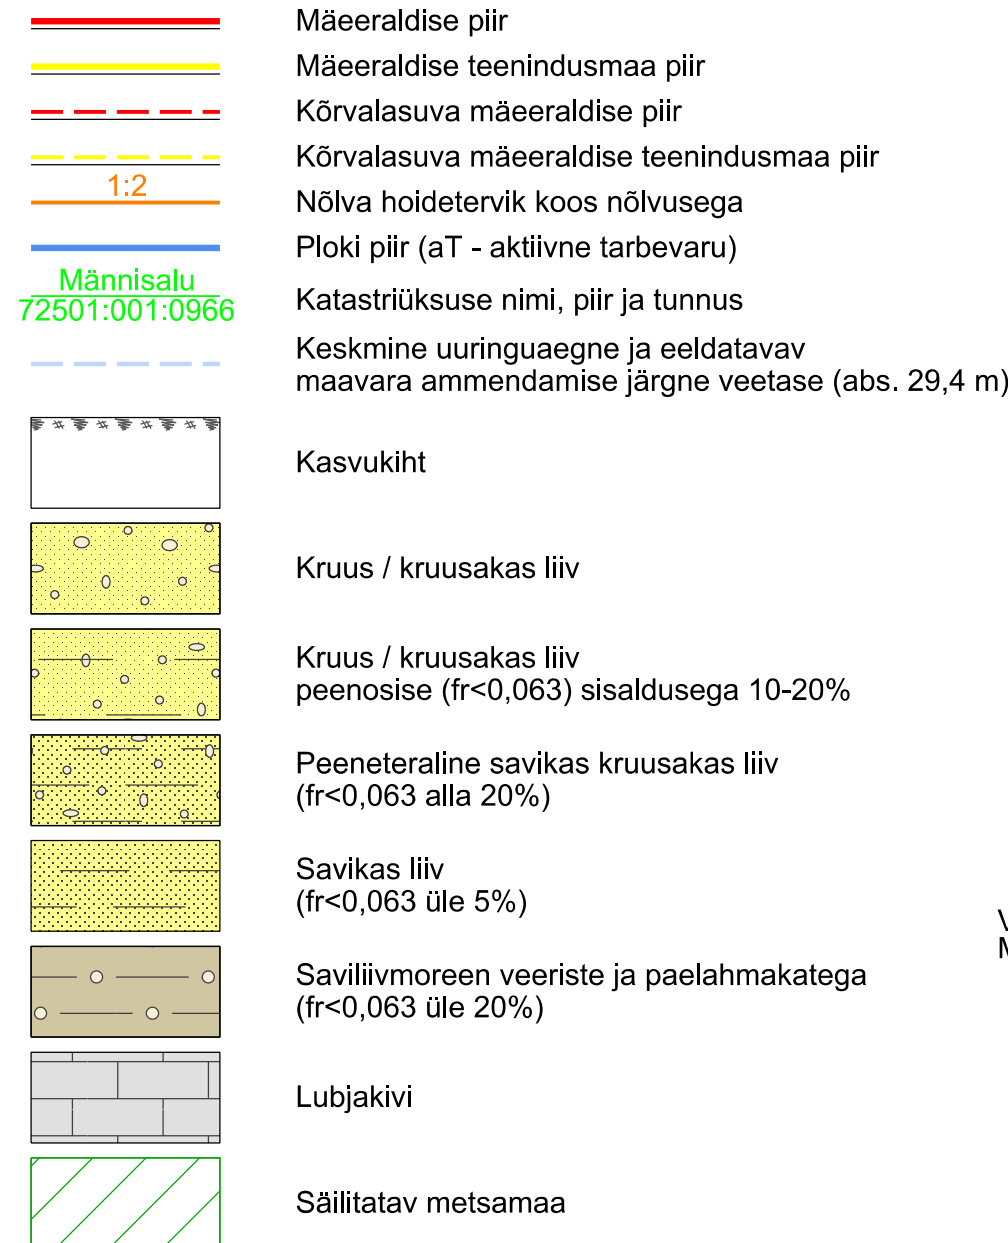 Mäeeraldise piir
Mäeeraldise teenindusmaa piir
Kõrvalasuva mäeeraldise piir
Kõrvalasuva mäeeraldise teenindusmaa piir
1:2
Nõlva hoidetervik koos nõlvusega
Ploki piir (aT - aktiivne tarbevaru)
Männisalu
72501:001:0966
Katastriüksuse nimi, piir ja tunnus
Keskmine uuringuaegne ja eeldatavav
maavara ammendamise järgne veetase (abs. 29,4 m)
Kasvukiht
Kruus / kruusakas liiv
Kruus / kruusakas liiv
peenosise (fr<0,063) sisaldusega 10-20%
Peeneteraline savikas kruusakas liiv
(fr<0,063 alla 20%)
Savikas liiv
(fr<0,063 üle 5%)
Saviliivmoreen veeriste ja paelahmakatega
(fr<0,063 üle 20%)
Lubjakivi
Säilitatav metsamaa